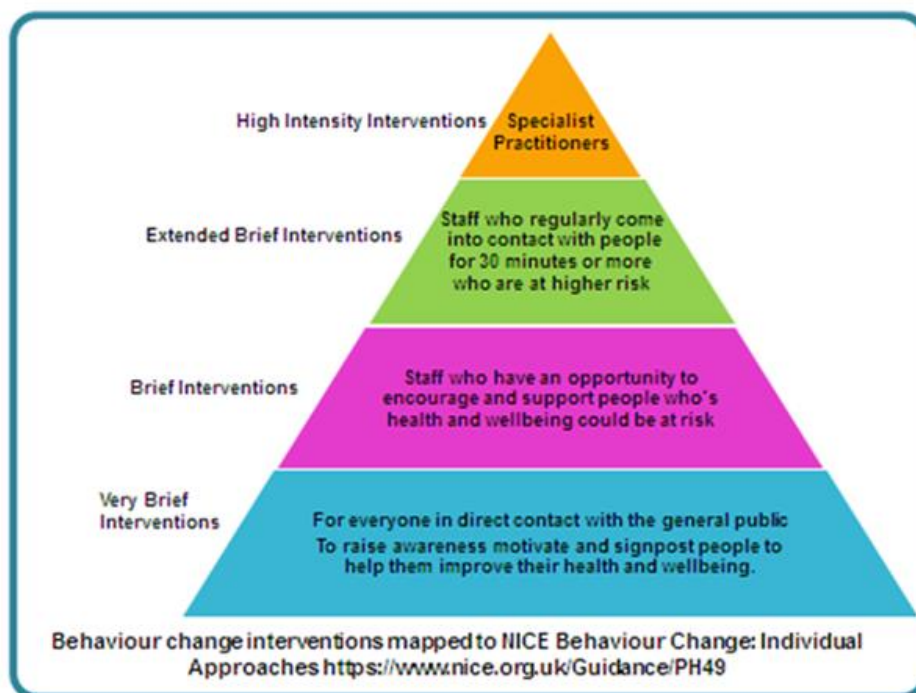 High Intensity Interventions
Specialist
Practitioners
Extended Brief Interventions
Staff who regularly come
into contact with people
for 30 minutes or more
who are at higher risk
Brief Interventions
Staff who have an opportunity to
encourage and support people who's
health and wellbeing could be at risk
Very Brief
Interventions
For everyone in direct contact with the general public
To raise awareness motivate and signpost people to
help them improve their health and wellbeing.
Behaviour change interventions mapped to NICE Behaviour Change: Individual
Approaches https://www.nice.org.uk/Guidance/PH49